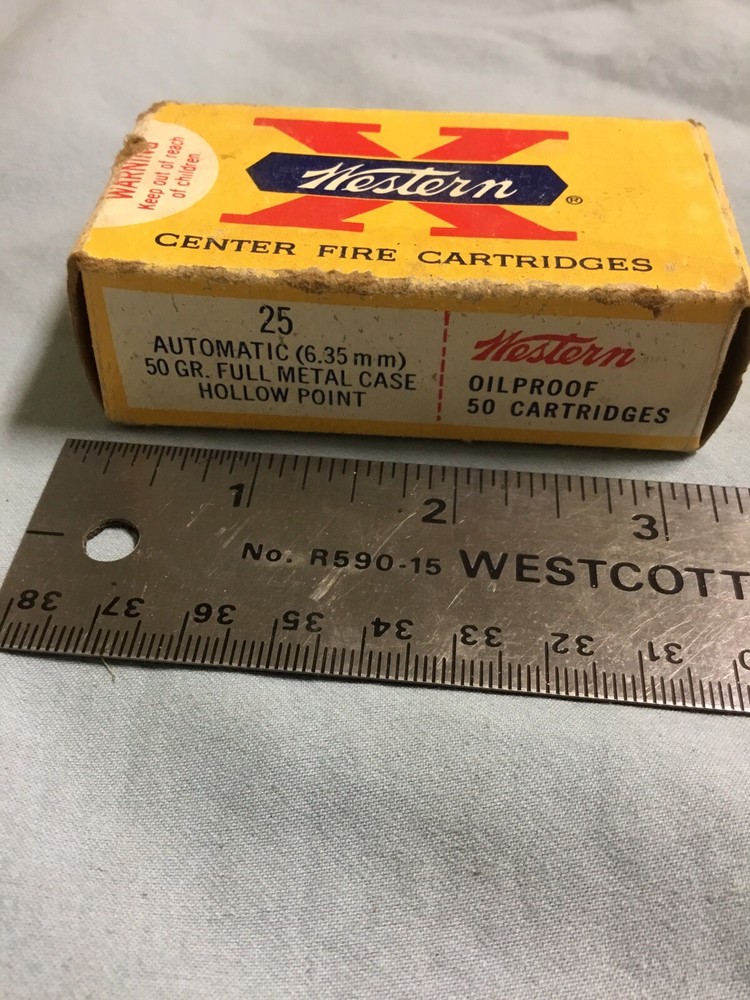 WARNING
Keep out of reach
of children
Western ®
CENTER FIRE CARTRIDGES
25
AUTOMATIC (6.35 mm)
50 GR. FULL METAL CASE
HOLLOW POINT
Western
OILPROOF
50 CARTRIDGES
1 2 3
No. R590-15 WESTCOTT
38 37 36 35 34 33 32 31